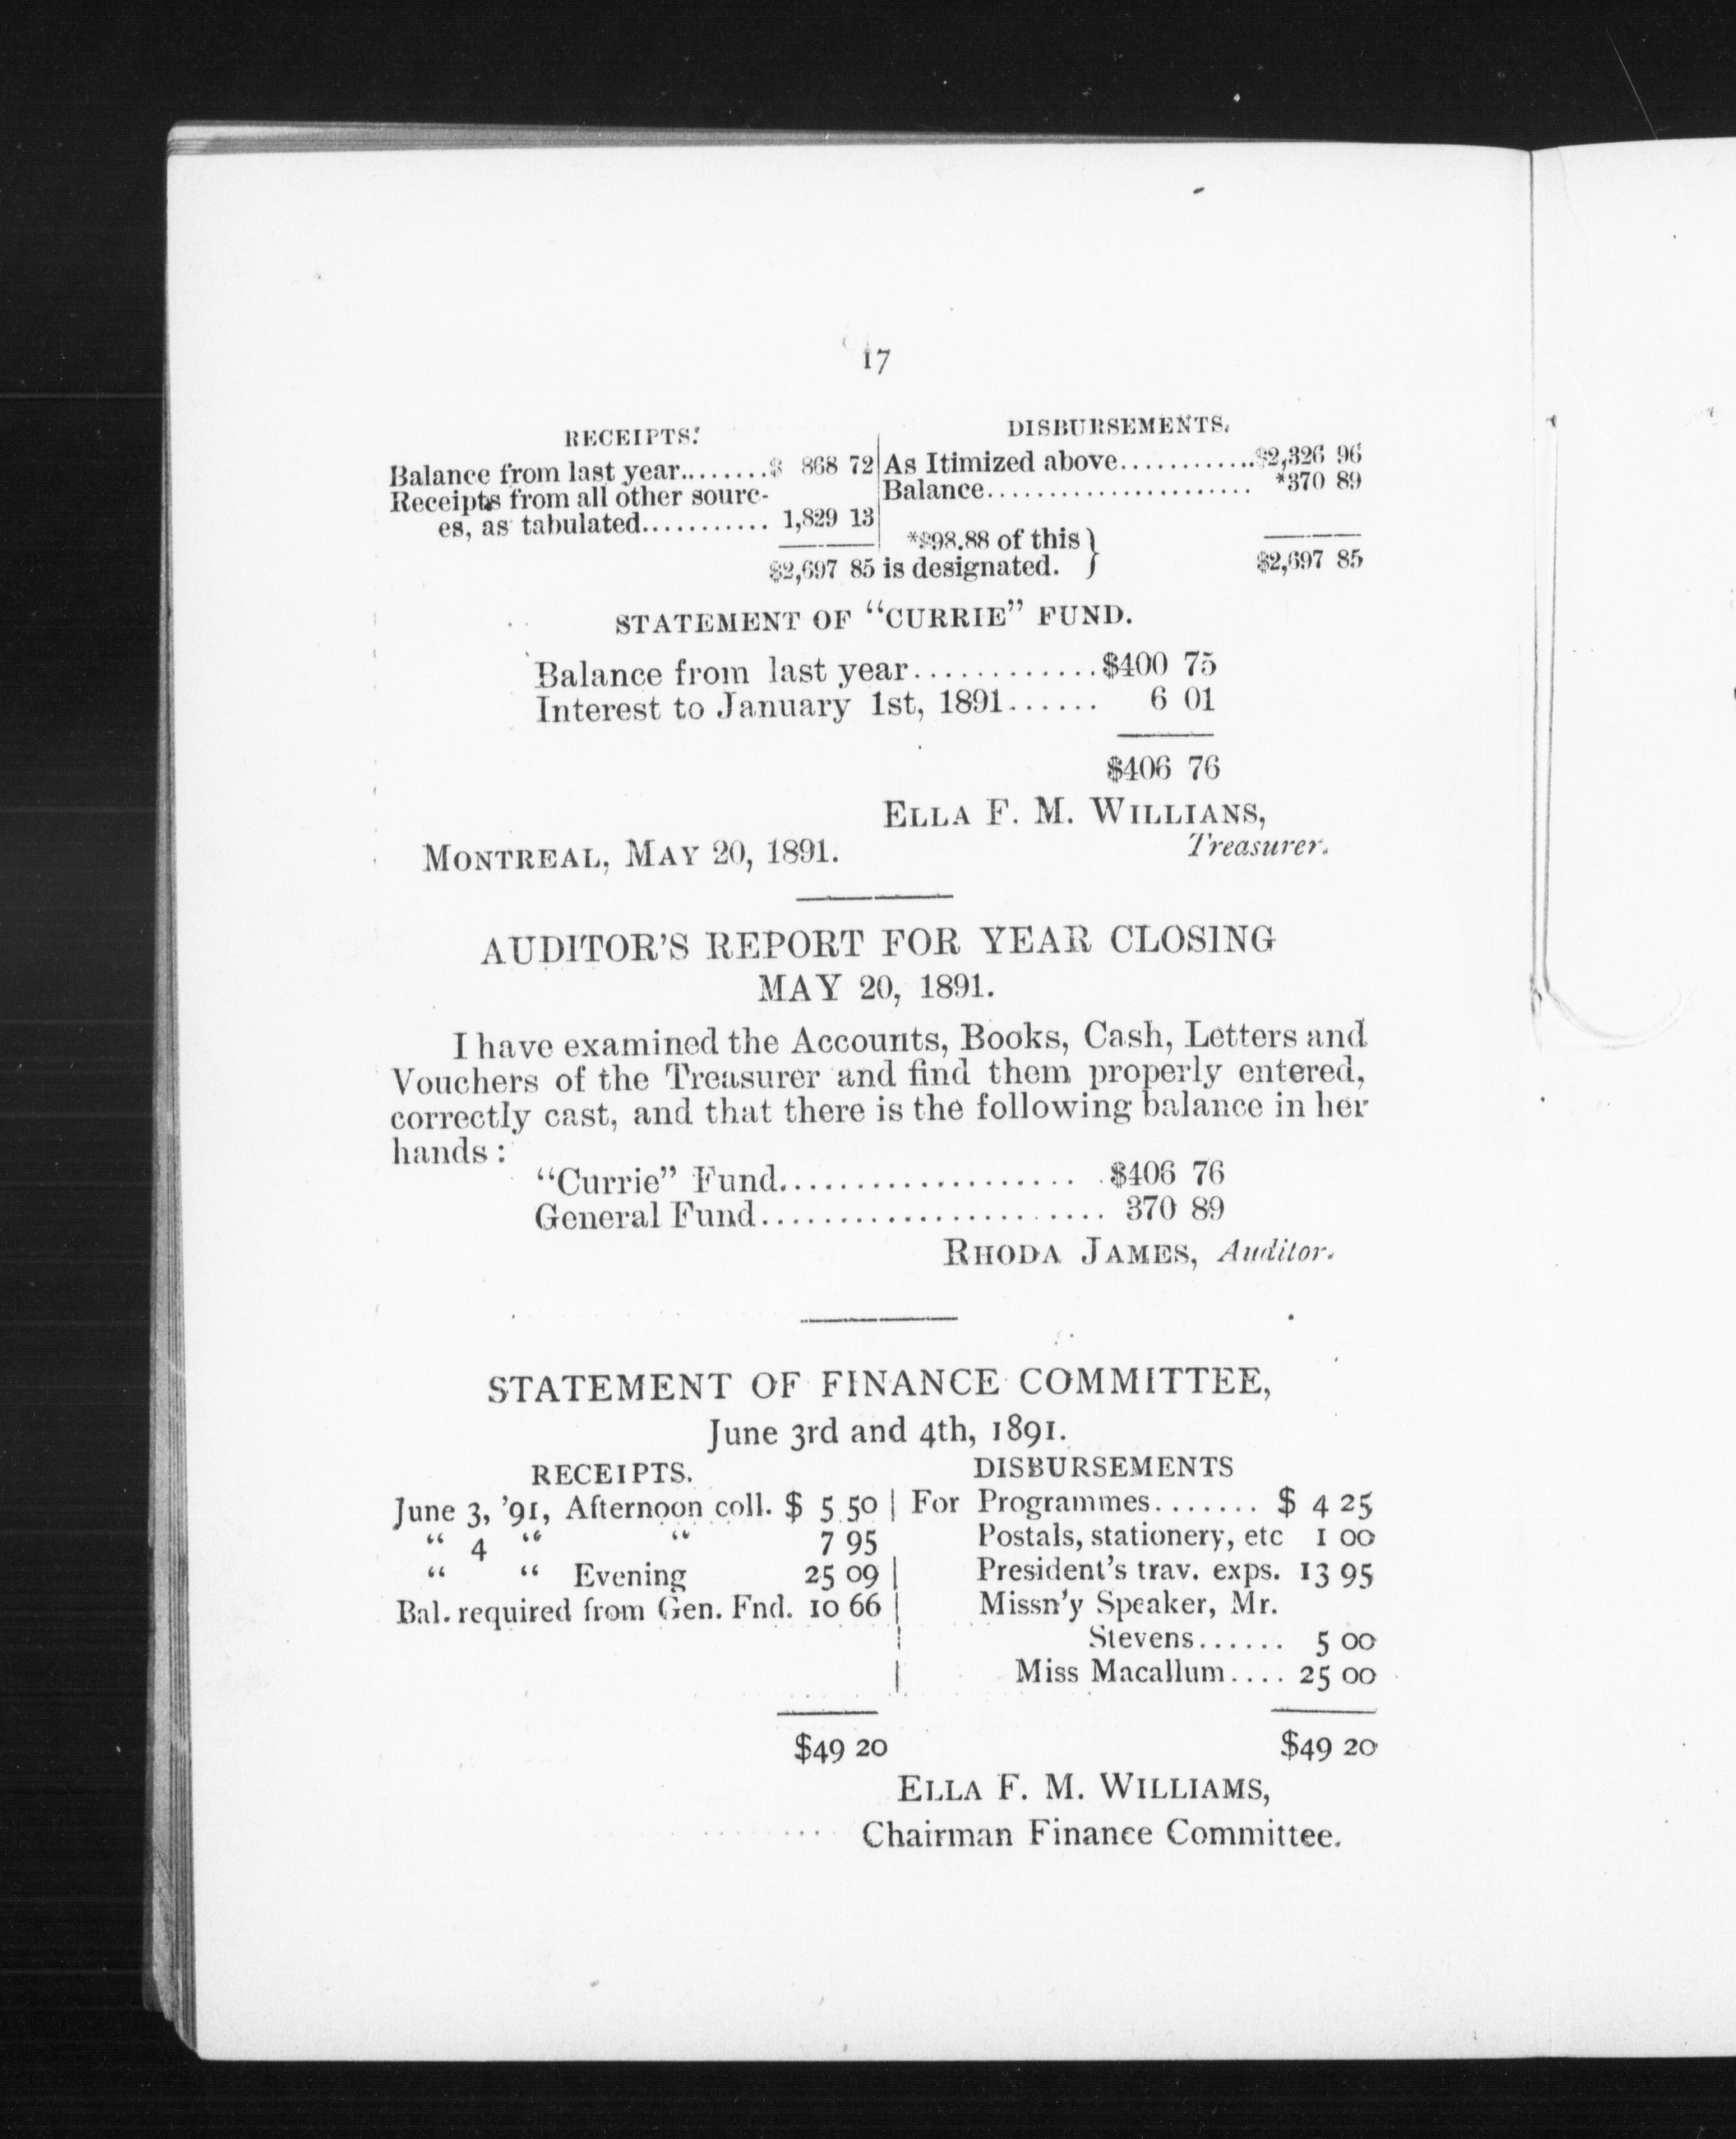 17
RECEIPTS. DISBURSEMENTS.
Balance from last year........$ 868 72 As Itimized above............$2,326 96
Receipts from all other sourc- Balance...................... *370 89
es, as tabulated........... 1,829 13
*$98.88 of this }
$2,697 85 is designated. } $2,697 85
STATEMENT OF “CURRIE” FUND.
Balance from last year............$400 75
Interest to January 1st, 1891...... 6 01
$406 76
ELLA F. M. WILLIANS,
MONTREAL, MAY 20, 1891. Treasurer.
AUDITOR'S REPORT FOR YEAR CLOSING
MAY 20, 1891.
I have examined the Accounts, Books, Cash, Letters and
Vouchers of the Treasurer and find them properly entered,
correctly cast, and that there is the following balance in her
hands :
“Currie” Fund.................... $406 76
General Fund...................... 370 89
RHODA JAMES, Auditor.
STATEMENT OF FINANCE COMMITTEE,
June 3rd and 4th, 1891.
RECEIPTS. DISBURSEMENTS
June 3, '91, Afternoon coll. $ 5 50 | For Programmes....... $ 4 25
“ 4 “ “ 7 95 Postals, stationery, etc 1 00
“ “ Evening 25 09 | President's trav. exps. 13 95
Bal. required from Gen. Fnd. 10 66 | Missn'y Speaker, Mr.
Stevens...... 5 00
Miss Macallum.... 25 00
$49 20 $49 20
ELLA F. M. WILLIAMS,
Chairman Finance Committee.